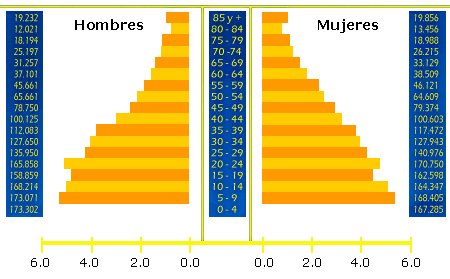 Hombres
Mujeres
19.232 85 y + 19.856
12.021 80 - 84 13.456
18.194 75 - 79 18.988
25.197 70 -74 26.215
31.257 65 - 69 33.129
37.101 60 - 64 38.509
45.661 55 - 59 46.121
65.661 50 - 54 64.609
78.750 45 - 49 79.374
100.125 40 - 44 100.603
112.083 35 - 39 117.472
127.650 30 - 34 127.943
135.950 25 - 29 140.976
165.858 20 - 24 150.750
158.859 15 - 19 162.598
168.214 10 - 14 164.347
173.071 5 - 9 168.405
173.302 0 - 4 167.285
6.0 4.0 2.0 0.0 0.0 2.0 4.0 6.0